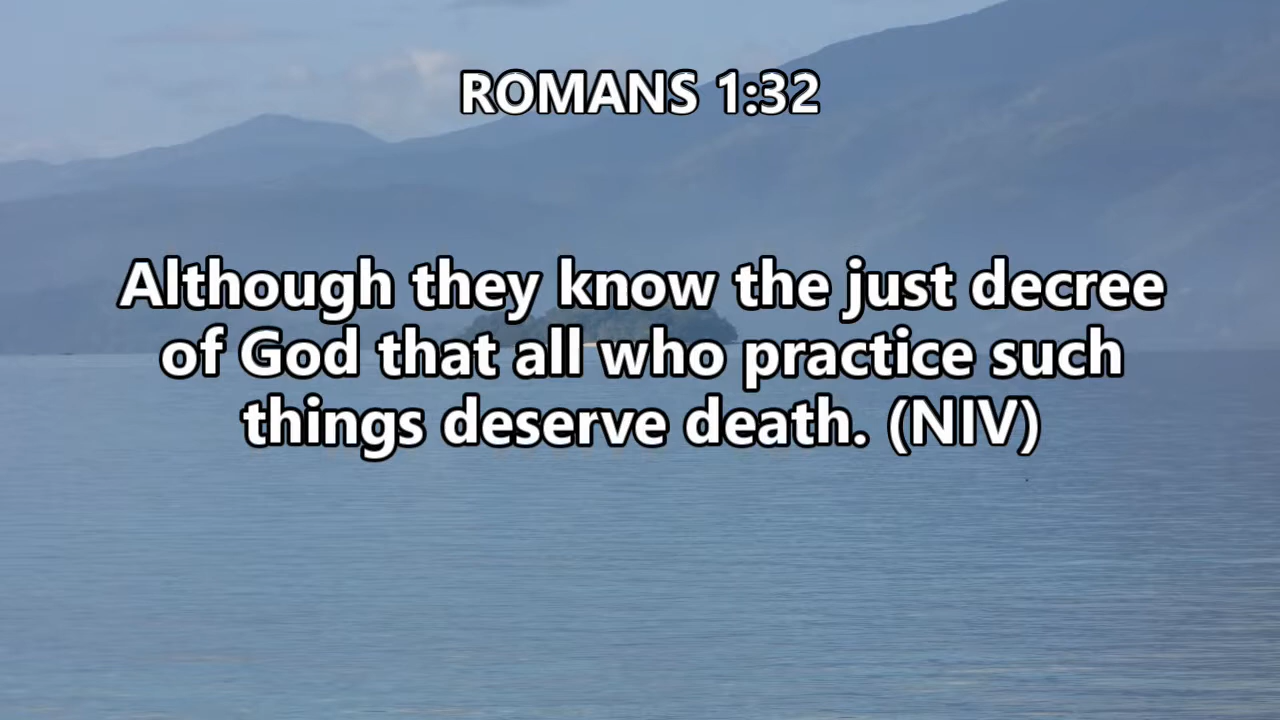 ROMANS 1:32
Although they know the just decree
of God that all who practice such
things deserve death. (NIV)